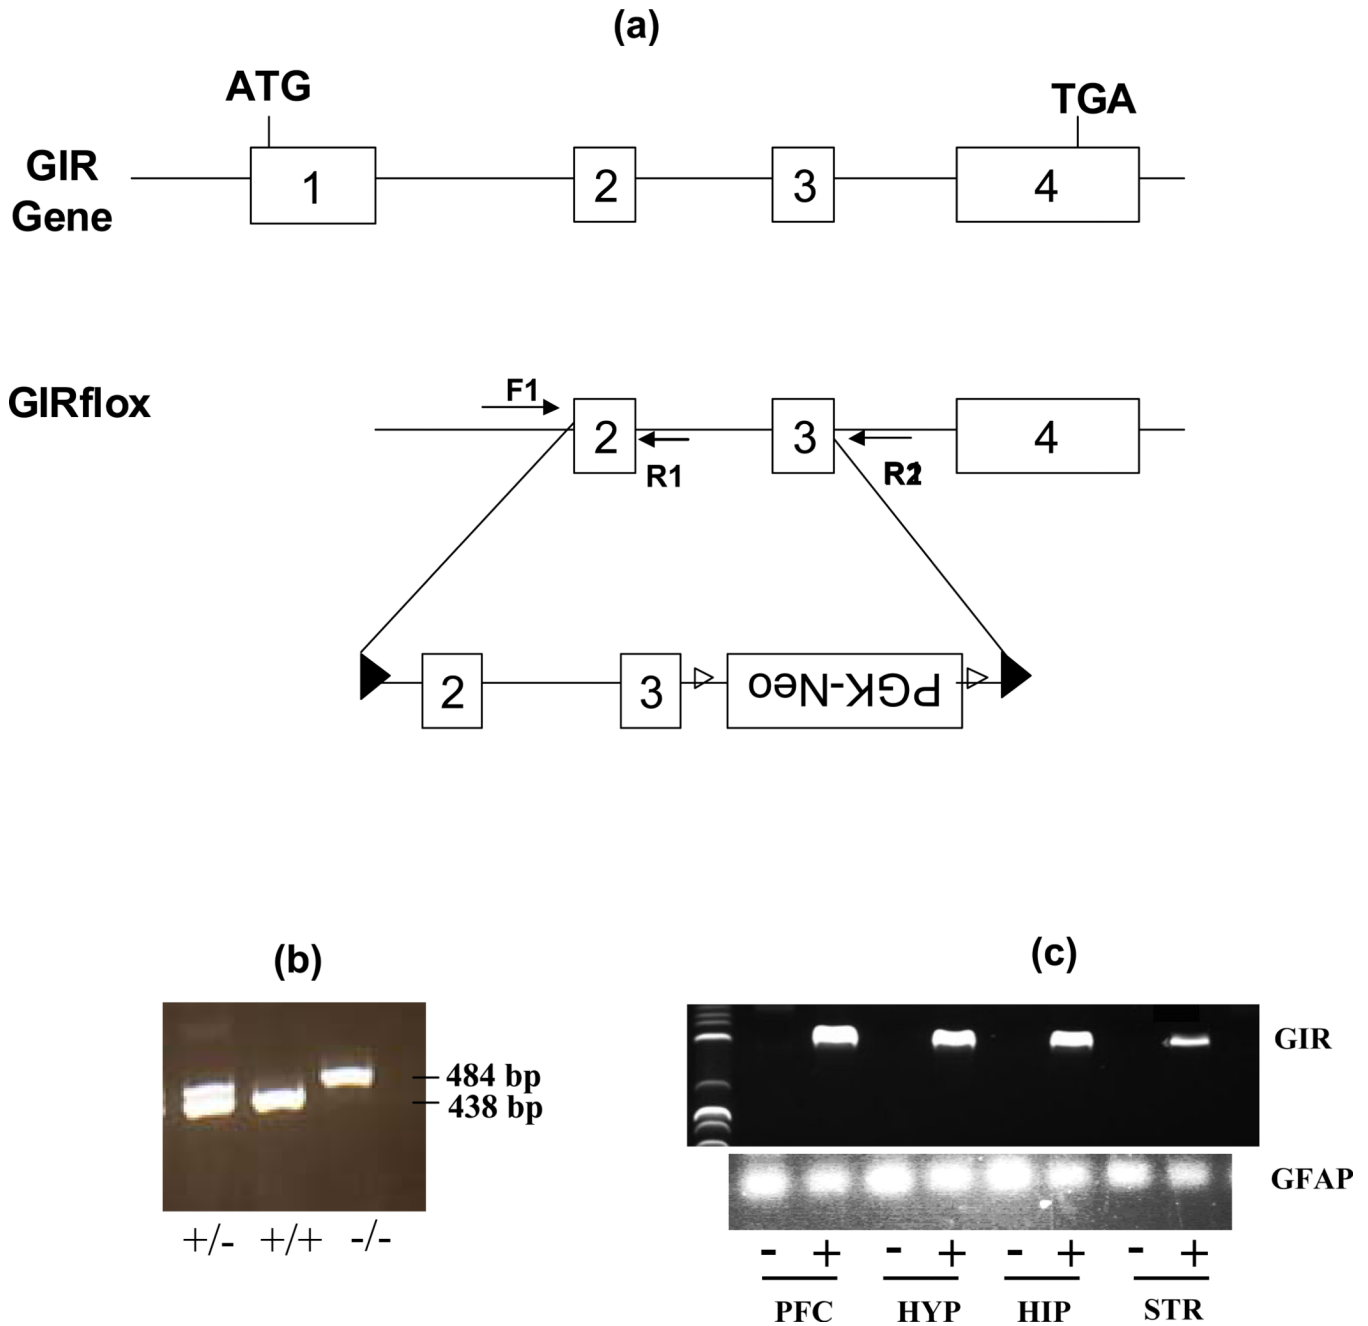 (a)
ATG
TGA
GIR
Gene
1
2
3
4
GIRflox
F1
2
3
4
R1
2
3
PGK-Neo
(b)
(c)
484 bp
438 bp
GIR
GFAP
+/- +/+ -/-
- + - + - + - +
PFC HYP HIP STR